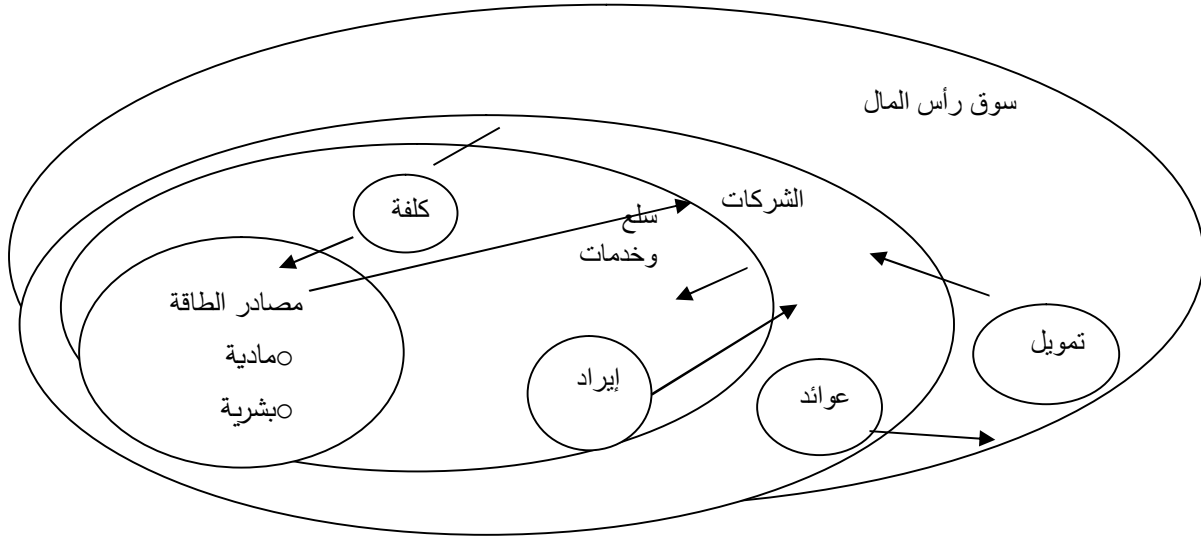 سوق رأس المال
الشركات
كلفة
سلع
وخدمات
مصادر الطاقة
○مادية
○بشرية
إيراد
عوائد
تمويل